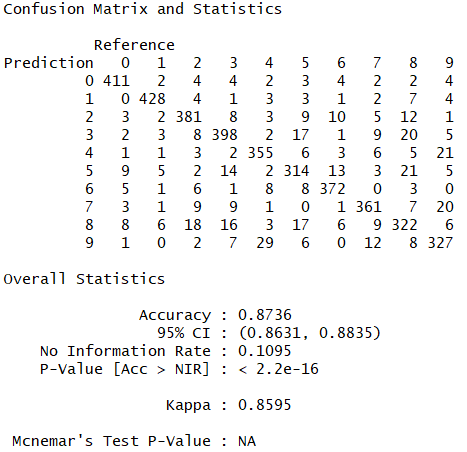 Confusion Matrix and Statistics
Reference
Prediction 0 1 2 3 4 5 6 7 8 9
0 411 2 4 4 2 3 4 2 2 4
1 0 428 4 1 3 3 1 2 7 4
2 3 2 381 8 3 9 10 5 12 1
3 2 3 8 398 2 17 1 9 20 5
4 1 1 3 2 355 6 3 6 5 21
5 9 5 2 14 2 314 13 3 21 5
6 5 1 6 1 8 8 372 0 3 0
7 3 1 9 9 1 0 1 361 7 20
8 8 6 18 16 3 17 6 9 322 6
9 1 0 2 7 29 6 0 12 8 327
Overall Statistics
Accuracy : 0.8736
95% CI : (0.8631, 0.8835)
No Information Rate : 0.1095
P-Value [Acc > NIR] : < 2.2e-16
Kappa : 0.8595
Mcnemar's Test P-Value : NA